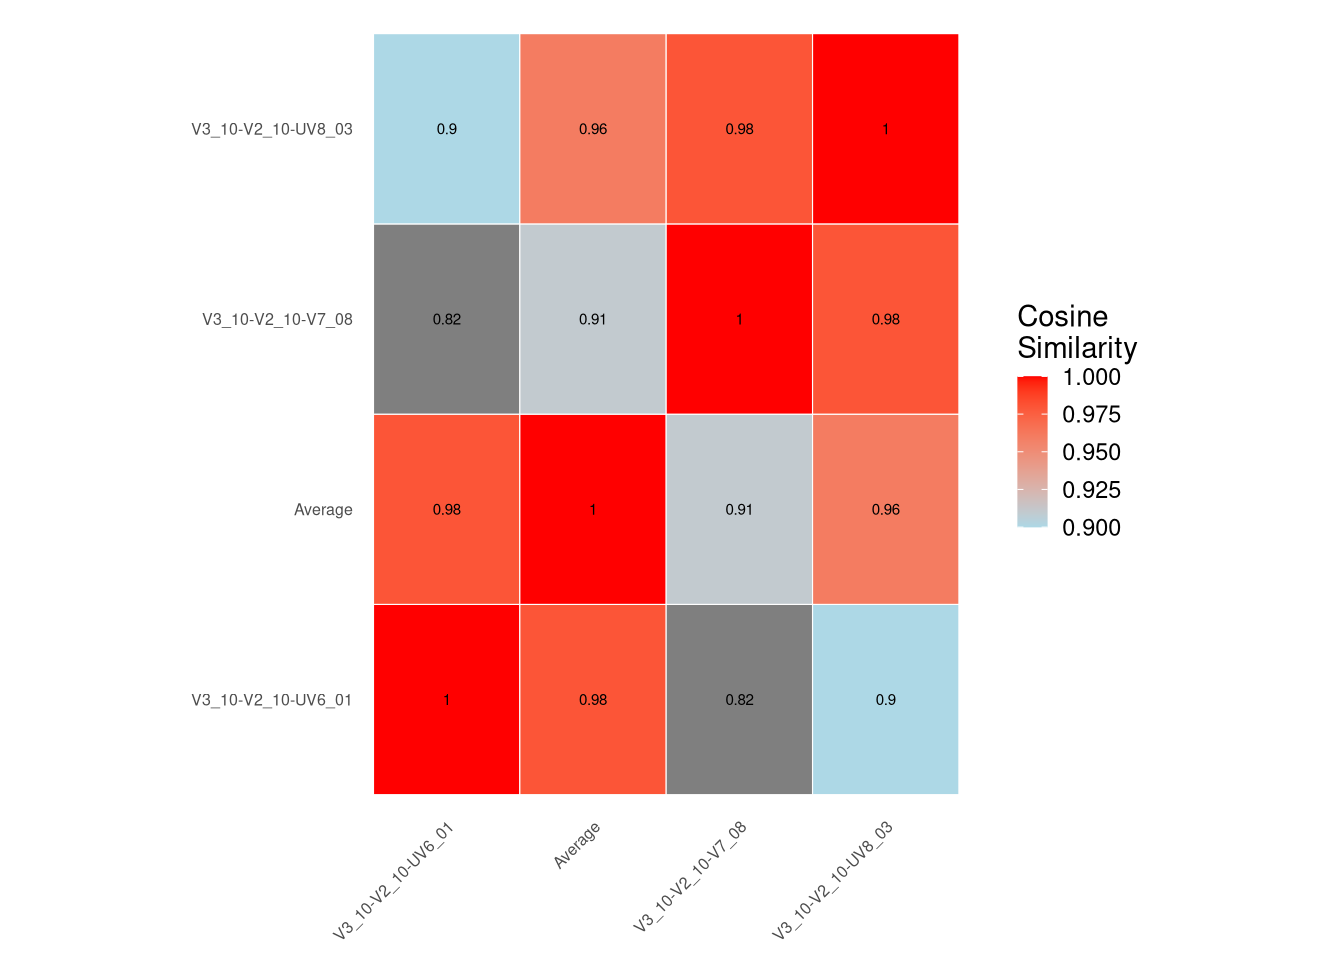 V3_10-V2_10-UV8_03
0.9
0.96
0.98
1
V3_10-V2_10-V7_08
0.82
0.91
1
0.98
Average
0.98
1
0.91
0.96
V3_10-V2_10-UV6_01
1
0.98
0.82
0.9
V3_10-V2_10-UV6_01
Average
V3_10-V2_10-V7_08
V3_10-V2_10-UV8_03
Cosine
Similarity
1.000
0.975
0.950
0.925
0.900